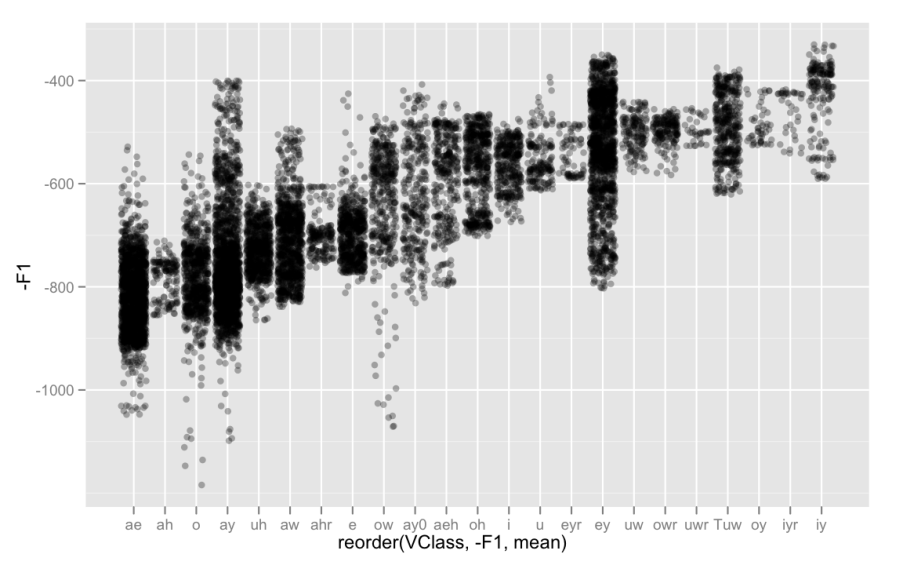 -400
-600
-800
-1000
-F1
ae ah o ay uh aw ahr e ow ay0 aeh oh i u eyr ey uw owr uwr Tuw oy iyr iy
reorder(VClass, -F1, mean)